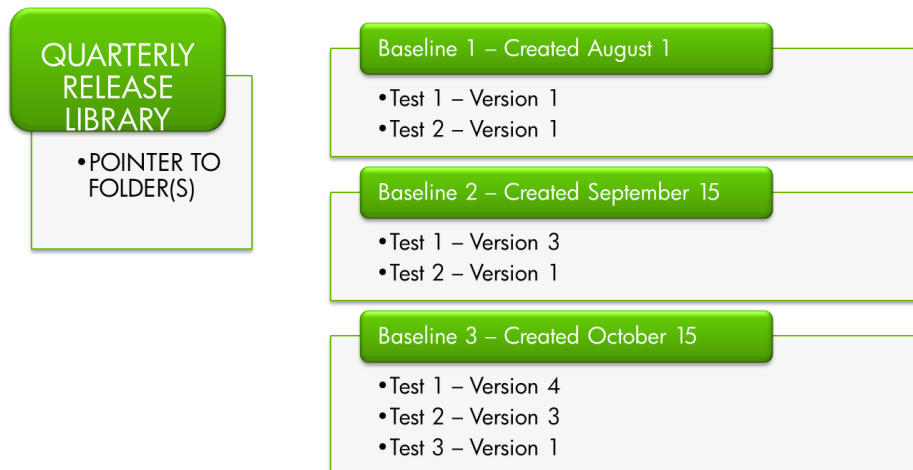 QUARTERLY
RELEASE
LIBRARY
•POINTER TO
FOLDER(S)
Baseline 1 – Created August 1
•Test 1 – Version 1
•Test 2 – Version 1
Baseline 2 – Created September 15
•Test 1 – Version 3
•Test 2 – Version 1
Baseline 3 – Created October 15
•Test 1 – Version 4
•Test 2 – Version 3
•Test 3 – Version 1